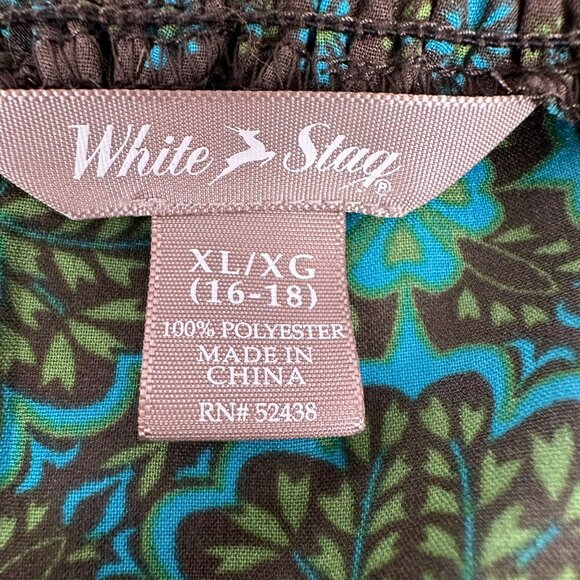 White Stag®
XL/XG
(16-18)
100% POLYESTER
MADE IN
CHINA
RN# 52438